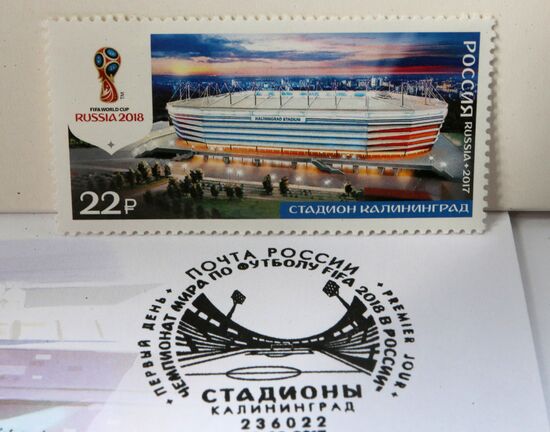 FIFA WORLD CUP
RUSSIA 2018
KALININGRAD STADIUM
22₽
СТАДИОН КАЛИНИНГРАД
РОССИЯ RUSSIA•2017
ПОЧТА РОССИИ
ЧЕМПИОНАТ МИРА ПО ФУТБОЛУ FIFA 2018 В РОССИИ
ПЕРВЫЙ ДЕНЬ
PREMIER JOUR
СТАДИОНЫ
КАЛИНИНГРАД
236022